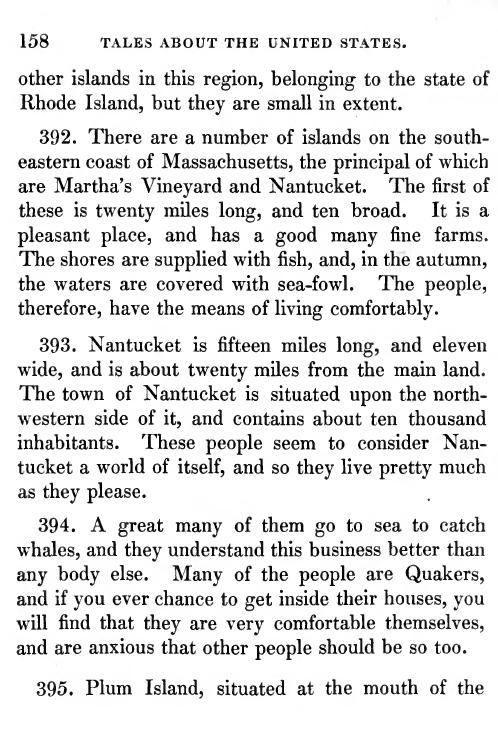 158 TALES ABOUT THE UNITED STATES.
other islands in this region, belonging to the state of
Rhode Island, but they are small in extent.
392. There are a number of islands on the south-
eastern coast of Massachusetts, the principal of which
are Martha's Vineyard and Nantucket. The first of
these is twenty miles long, and ten broad. It is a
pleasant place, and has a good many fine farms.
The shores are supplied with fish, and, in the autumn,
the waters are covered with sea-fowl. The people,
therefore, have the means of living comfortably.
393. Nantucket is fifteen miles long, and eleven
wide, and is about twenty miles from the main land.
The town of Nantucket is situated upon the north-
western side of it, and contains about ten thousand
inhabitants. These people seem to consider Nan-
tucket a world of itself, and so they live pretty much
as they please.
394. A great many of them go to sea to catch
whales, and they understand this business better than
any body else. Many of the people are Quakers,
and if you ever chance to get inside their houses, you
will find that they are very comfortable themselves,
and are anxious that other people should be so too.
395. Plum Island, situated at the mouth of the